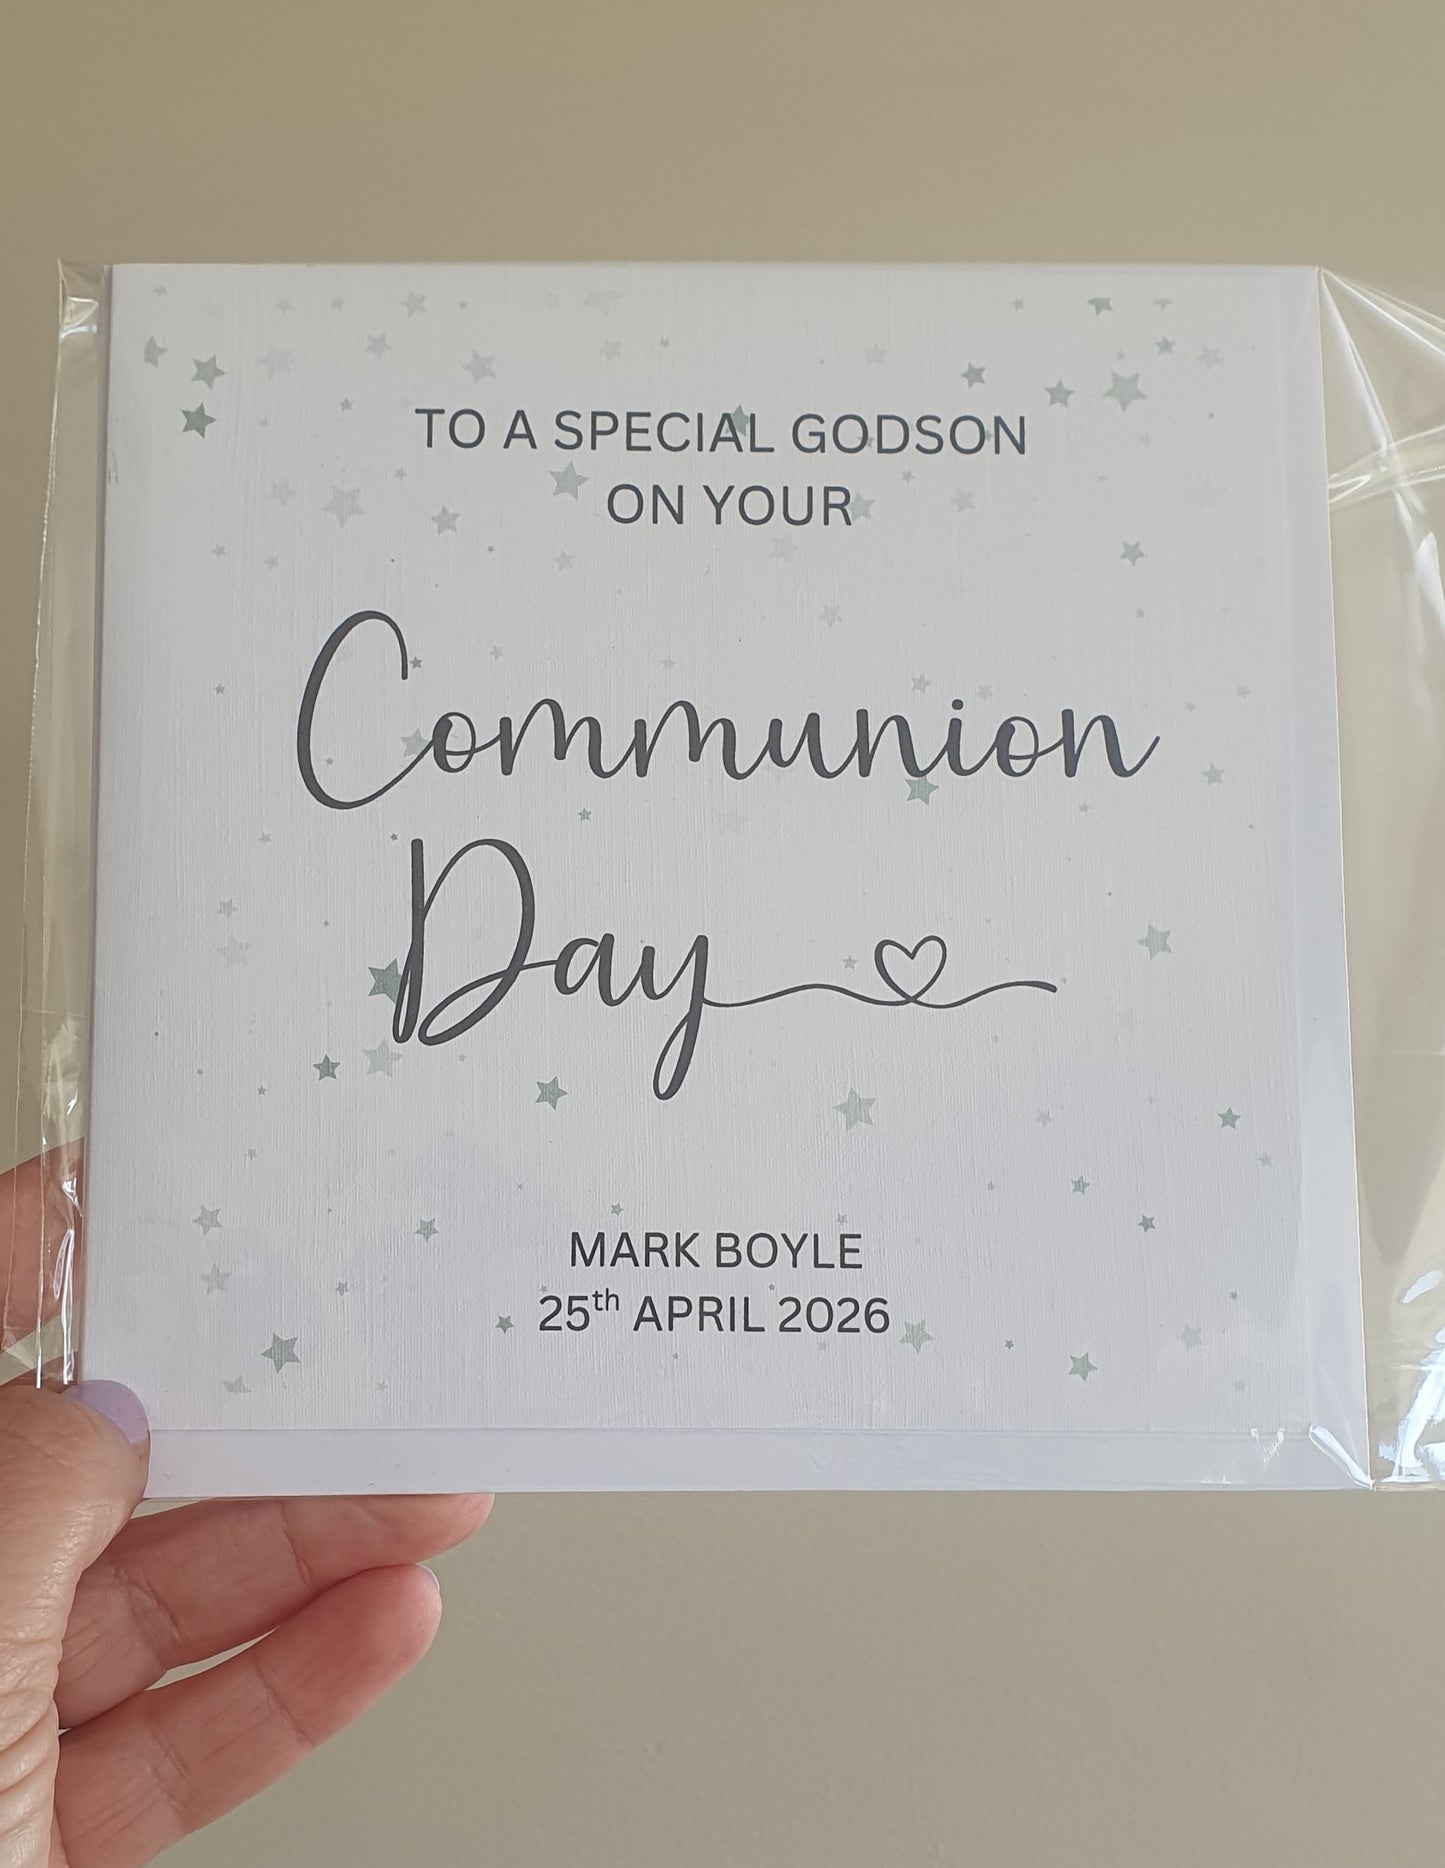 TO A SPECIAL GODSON
ON YOUR
Communion
Day
MARK BOYLE
25th APRIL 2026